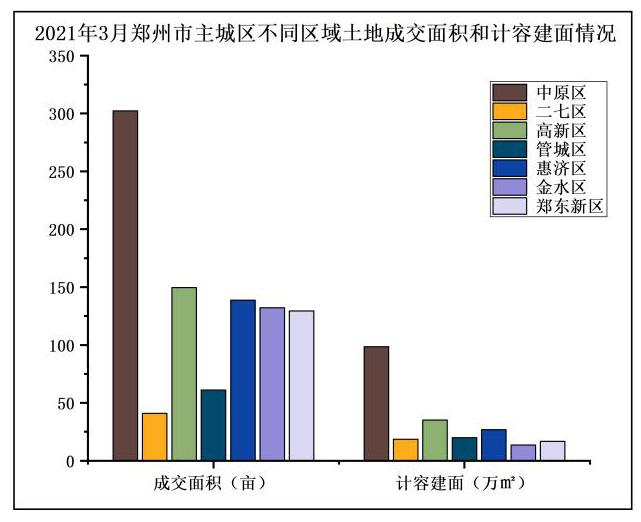 2021年3月郑州市主城区不同区域土地成交面积和计容建面情况
350
300
250
200
150
100
50
0
中原区
二七区
高新区
管城区
惠济区
金水区
郑东新区
成交面积（亩）
计容建面（万㎡）